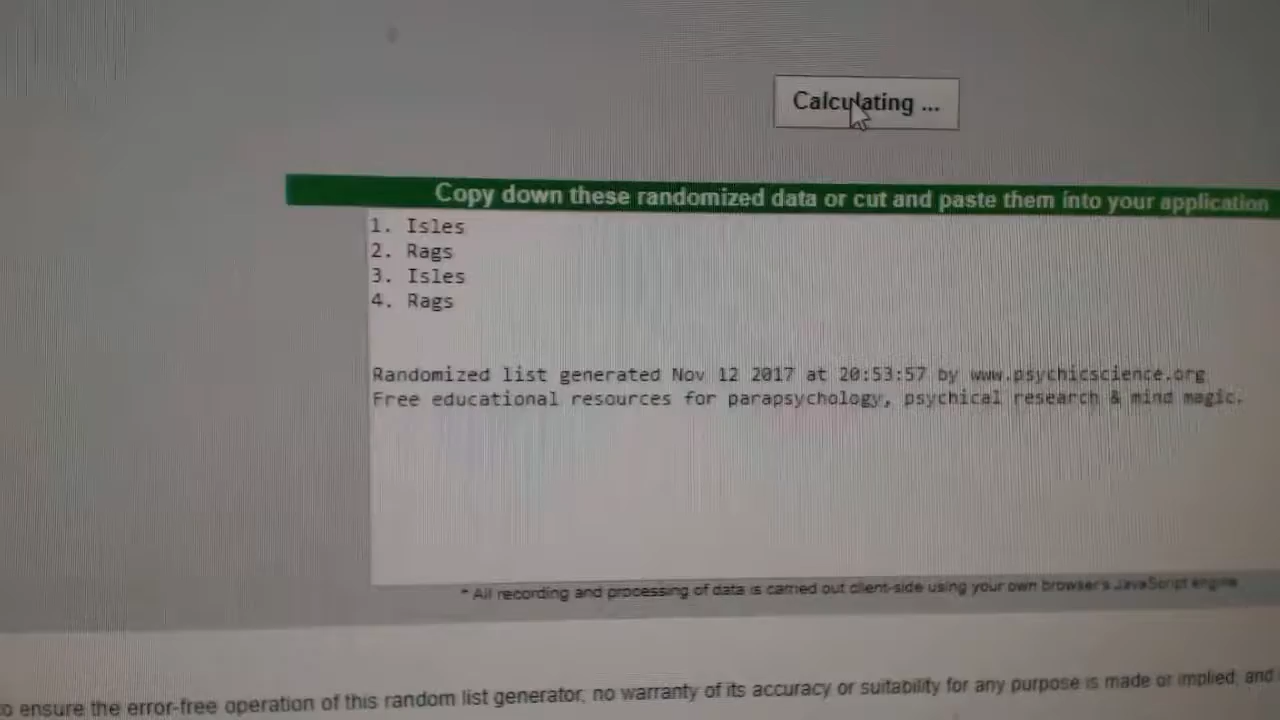 Calculating ...
Copy down these randomized data or cut and paste them into your application
1. Isles
2. Rags
3. Isles
4. Rags
Randomized list generated Nov 12 2017 at 20:53:57 by www.psychicscience.org
Free educational resources for parapsychology, psychical research & mind magic.
* All recording and processing of data is carried out client-side using your own browser's JavaScript engine
to ensure the error-free operation of this random list generator, no warranty of its accuracy or suitability for any purpose is made or implied, and